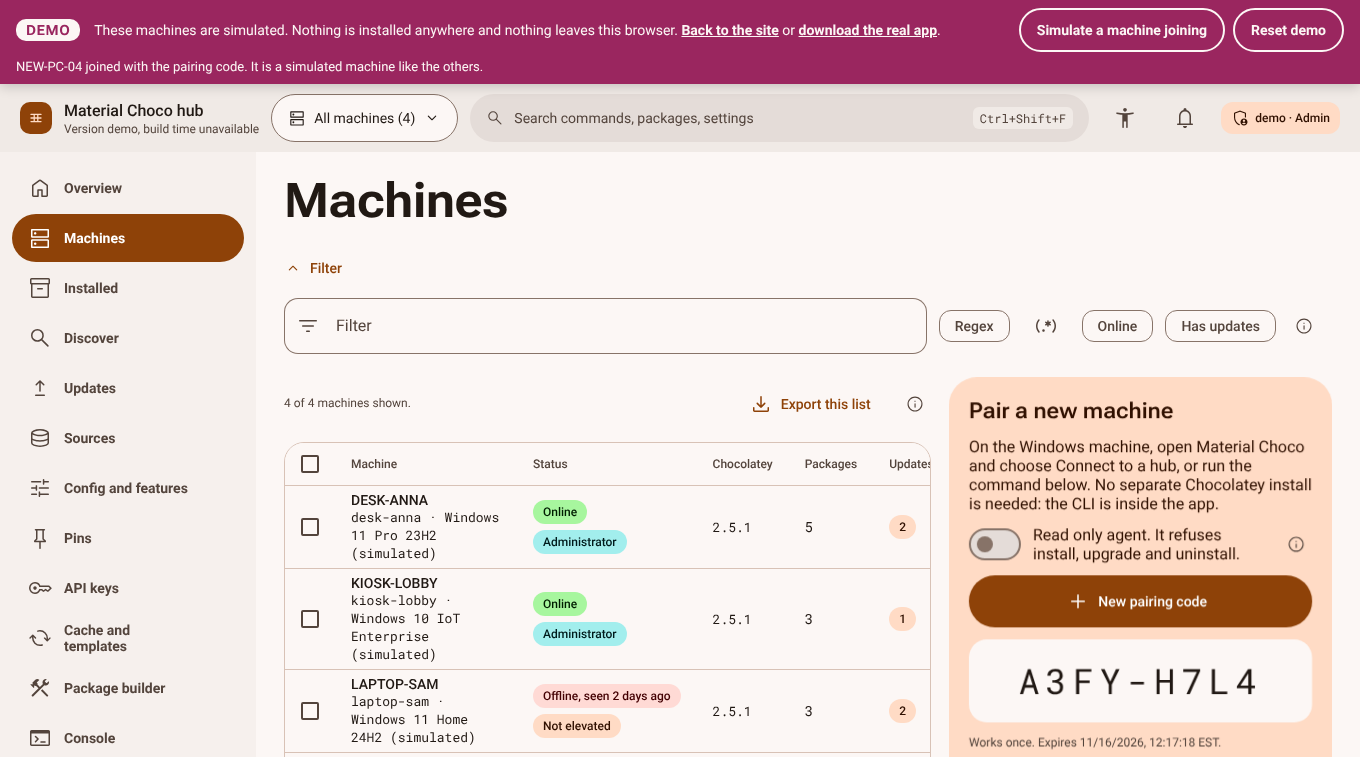 DEMO
These machines are simulated. Nothing is installed anywhere and nothing leaves this browser. Back to the site or download the real app.
Simulate a machine joining
Reset demo
NEW-PC-04 joined with the pairing code. It is a simulated machine like the others.
Material Choco hub
Version demo, build time unavailable
All machines (4)
Search commands, packages, settings
Ctrl+Shift+F
demo · Admin
Overview
Machines
Installed
Discover
Updates
Sources
Config and features
Pins
API keys
Cache and
templates
Package builder
Console
Machines
Filter
Filter
Regex
(.*)
Online
Has updates
4 of 4 machines shown.
Export this list
Machine
Status
Chocolatey
Packages
Updates
DESK-ANNA
desk-anna · Windows
11 Pro 23H2
(simulated)
Online
Administrator
2.5.1
5
2
KIOSK-LOBBY
kiosk-lobby ·
Windows 10 IoT
Enterprise
(simulated)
Online
Administrator
2.5.1
3
1
LAPTOP-SAM
laptop-sam ·
Windows 11 Home
24H2 (simulated)
Offline, seen 2 days ago
Not elevated
2.5.1
3
2
Pair a new machine
On the Windows machine, open Material Choco
and choose Connect to a hub, or run the
command below. No separate Chocolatey install
is needed: the CLI is inside the app.
Read only agent. It refuses
install, upgrade and uninstall.
New pairing code
A3FY-H7L4
Works once. Expires 11/16/2026, 12:17:18 EST.